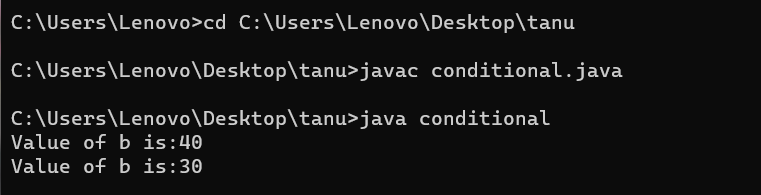 C:\Users\Lenovo>cd C:\Users\Lenovo\Desktop\tanu
C:\Users\Lenovo\Desktop\tanu>javac conditional.java
C:\Users\Lenovo\Desktop\tanu>java conditional
Value of b is:40
Value of b is:30